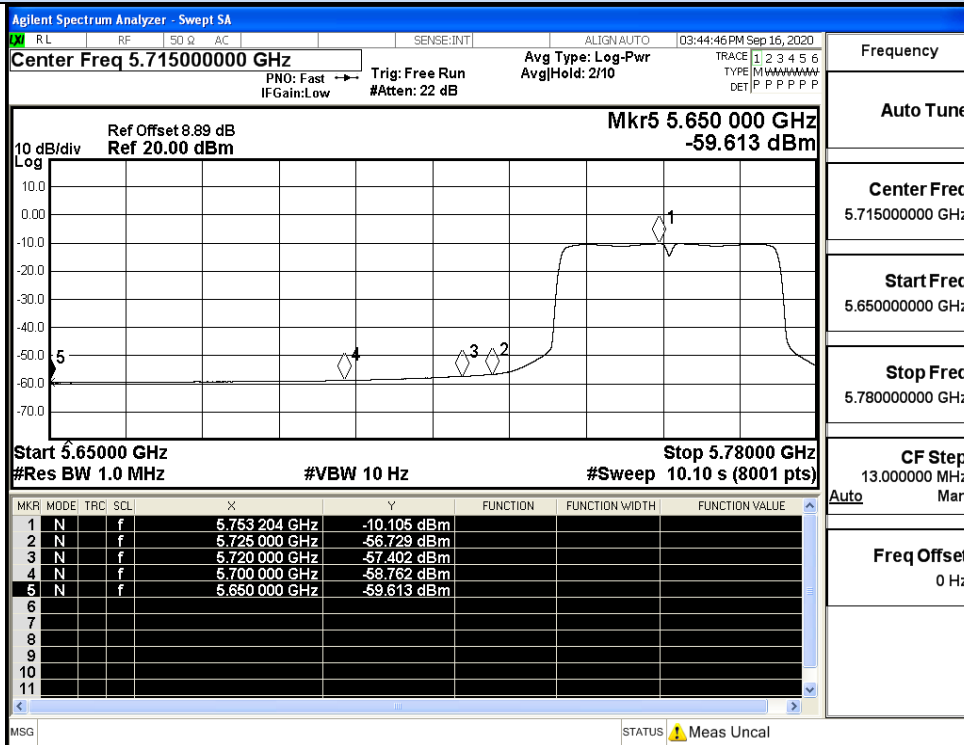 Agilent Spectrum Analyzer - Swept SA
LXI RL RF 50 Ω AC SENSE:INT ALIGNAUTO 03:44:46 PM Sep 16, 2020
Center Freq 5.715000000 GHz
PNO: Fast
IFGain:Low
Trig: Free Run
#Atten: 22 dB
Avg Type: Log-Pwr
Avg|Hold: 2/10
TRACE 1 2 3 4 5 6
TYPE M WWWWW
DET P P P P P P
Mkr5 5.650 000 GHz
-59.613 dBm
Ref Offset 8.89 dB
10 dB/div Ref 20.00 dBm
Log
10.0
0.00
-10.0
-20.0
-30.0
-40.0
-50.0
-60.0
-70.0
1
2
3
4
5
Start 5.65000 GHz Stop 5.78000 GHz
#Res BW 1.0 MHz #VBW 10 Hz #Sweep 10.10 s (8001 pts)
MKR MODE TRC SCL X Y FUNCTION FUNCTION WIDTH FUNCTION VALUE
1 N f 5.753 204 GHz -10.105 dBm
2 N f 5.725 000 GHz -56.729 dBm
3 N f 5.720 000 GHz -57.402 dBm
4 N f 5.700 000 GHz -58.762 dBm
5 N f 5.650 000 GHz -59.613 dBm
6
7
8
9
10
11
MSG STATUS Meas Uncal
Frequency
Auto Tune
Center Freq
5.715000000 GHz
Start Freq
5.650000000 GHz
Stop Freq
5.780000000 GHz
CF Step
13.000000 MHz
Auto Man
Freq Offset
0 Hz